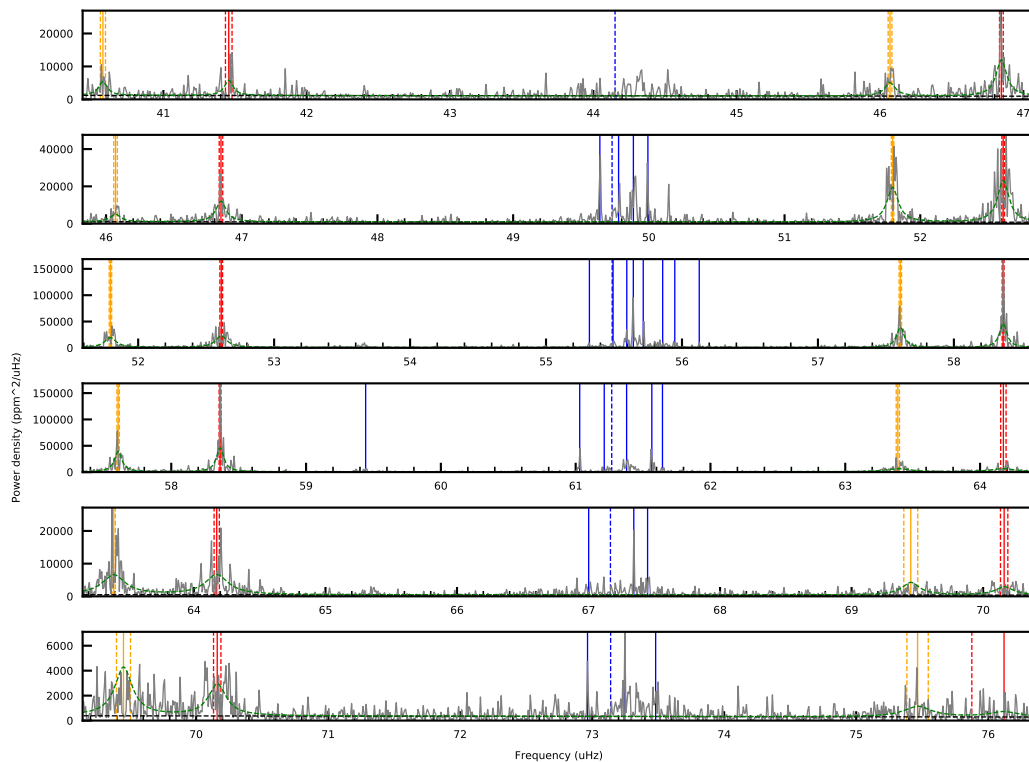 20000
10000
0
41 42 43 44 45 46 47
40000
20000
0
46 47 48 49 50 51 52
150000
100000
50000
0
52 53 54 55 56 57 58
Power density (ppm^2/uHz)
150000
100000
50000
0
58 59 60 61 62 63 64
20000
10000
0
64 65 66 67 68 69 70
6000
4000
2000
0
70 71 72 73 74 75 76
Frequency (uHz)